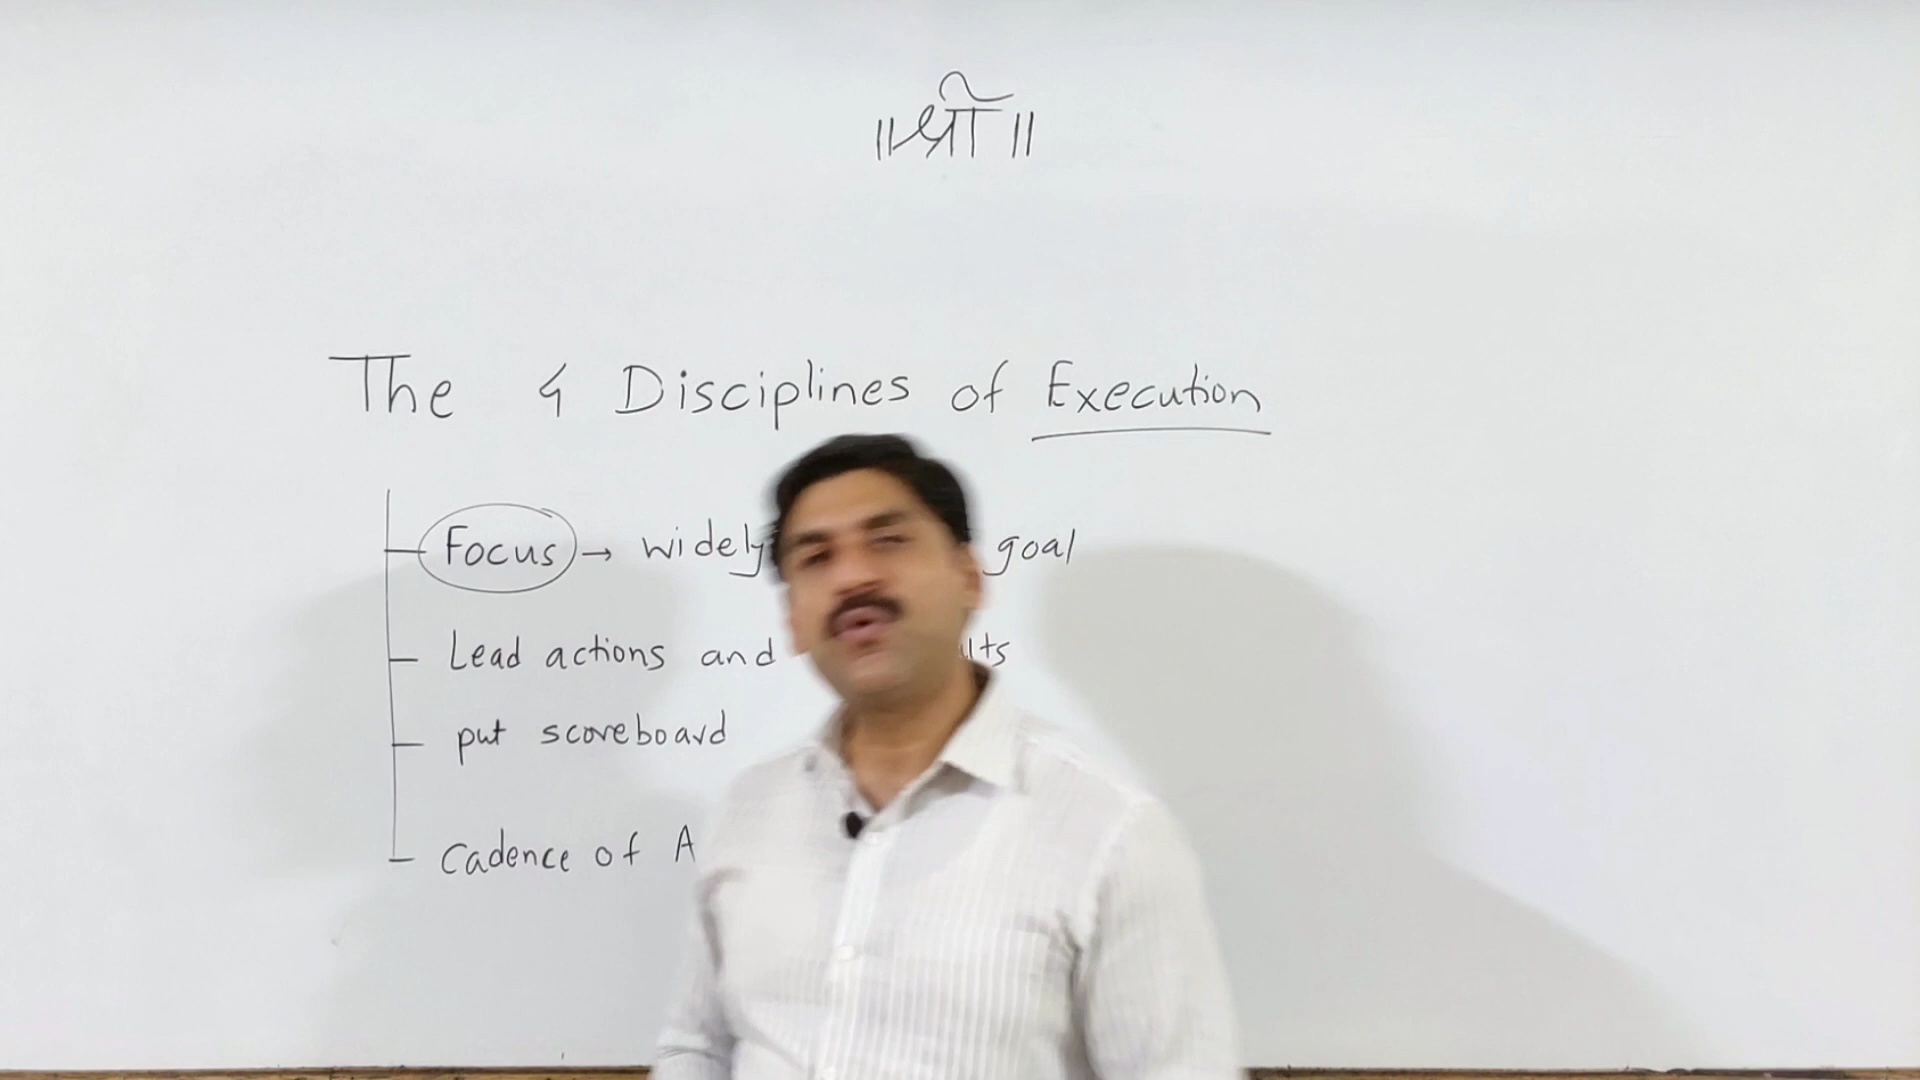 ॥श्री॥
The 4 Disciplines of Execution
Focus → widely goal
Lead actions and
put scoreboard
Cadence of A